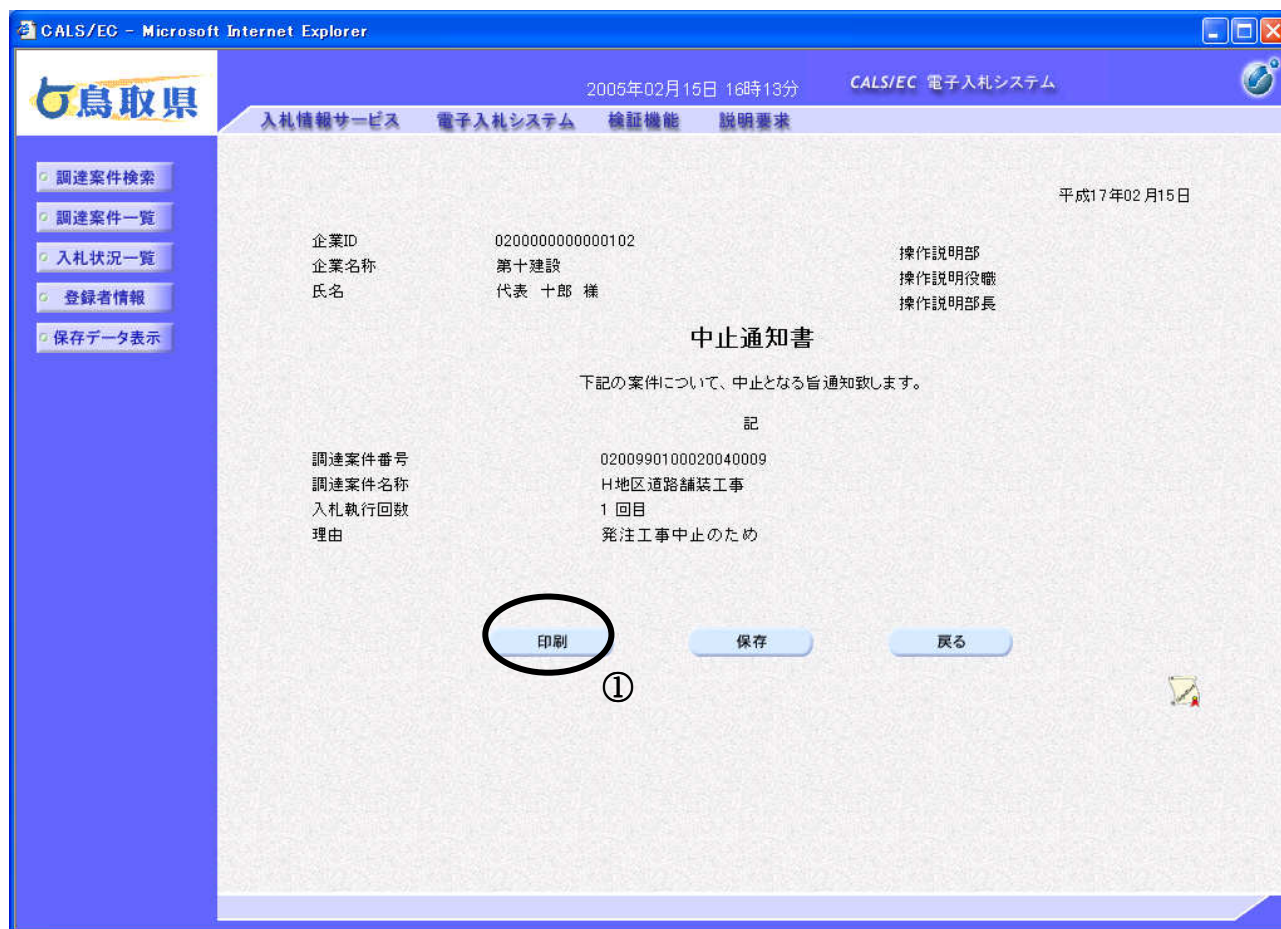 CALS/EC - Microsoft Internet Explorer
鳥取県
2005年02月15日 16時13分
CALS/EC 電子入札システム
入札情報サービス 電子入札システム 検証機能 説明要求
調達案件検索
調達案件一覧
入札状況一覧
登録者情報
保存データ表示
平成17年02月15日
企業ID 0200000000000102
企業名称 第十建設
氏名 代表 十郎 様
操作説明部
操作説明役職
操作説明部長
中止通知書
下記の案件について、中止となる旨通知致します。
記
調達案件番号 0200990100020040009
調達案件名称 H地区道路舗装工事
入札執行回数 1 回目
理由 発注工事中止のため
印刷 保存 戻る
①